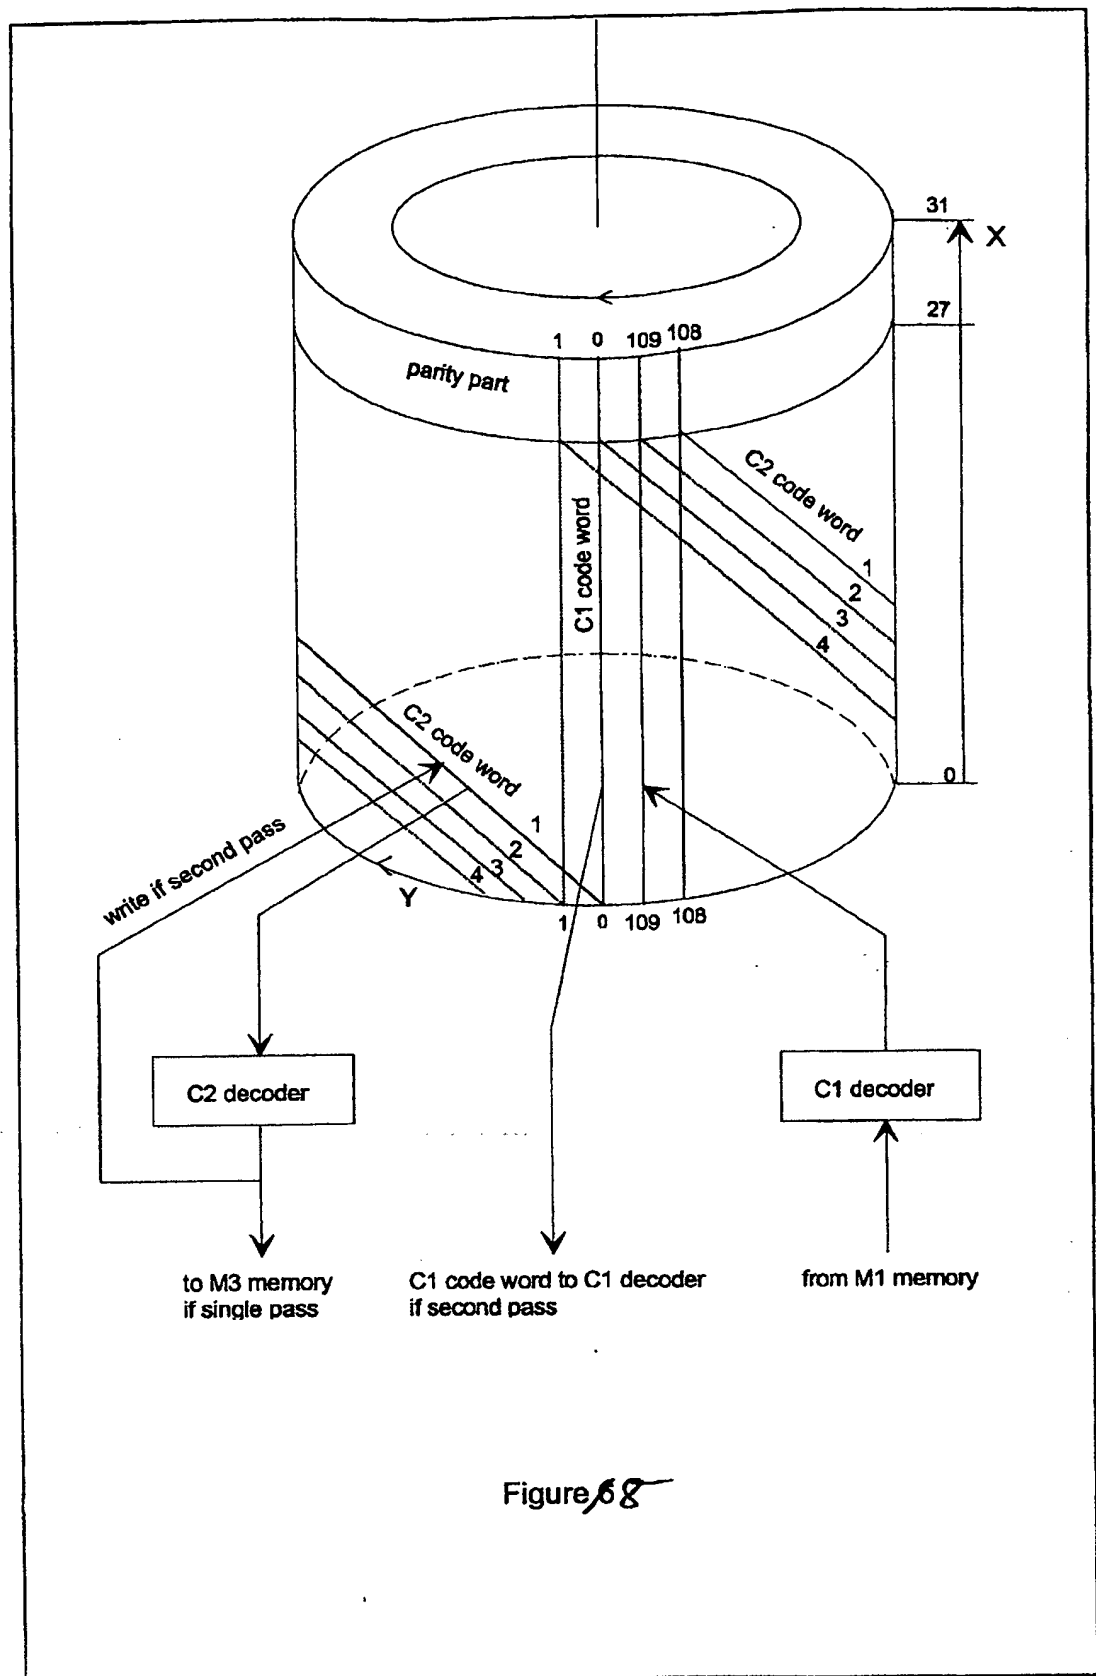 31
X
27
1 0 109 108
parity part
C2 code word
C1 code word
1
2
3
4
C2 code word
0
1
2
3
4
write if second pass
Y
1 0 109 108
C2 decoder
C1 decoder
to M3 memory
if single pass
C1 code word to C1 decoder
if second pass
from M1 memory
Figure 8